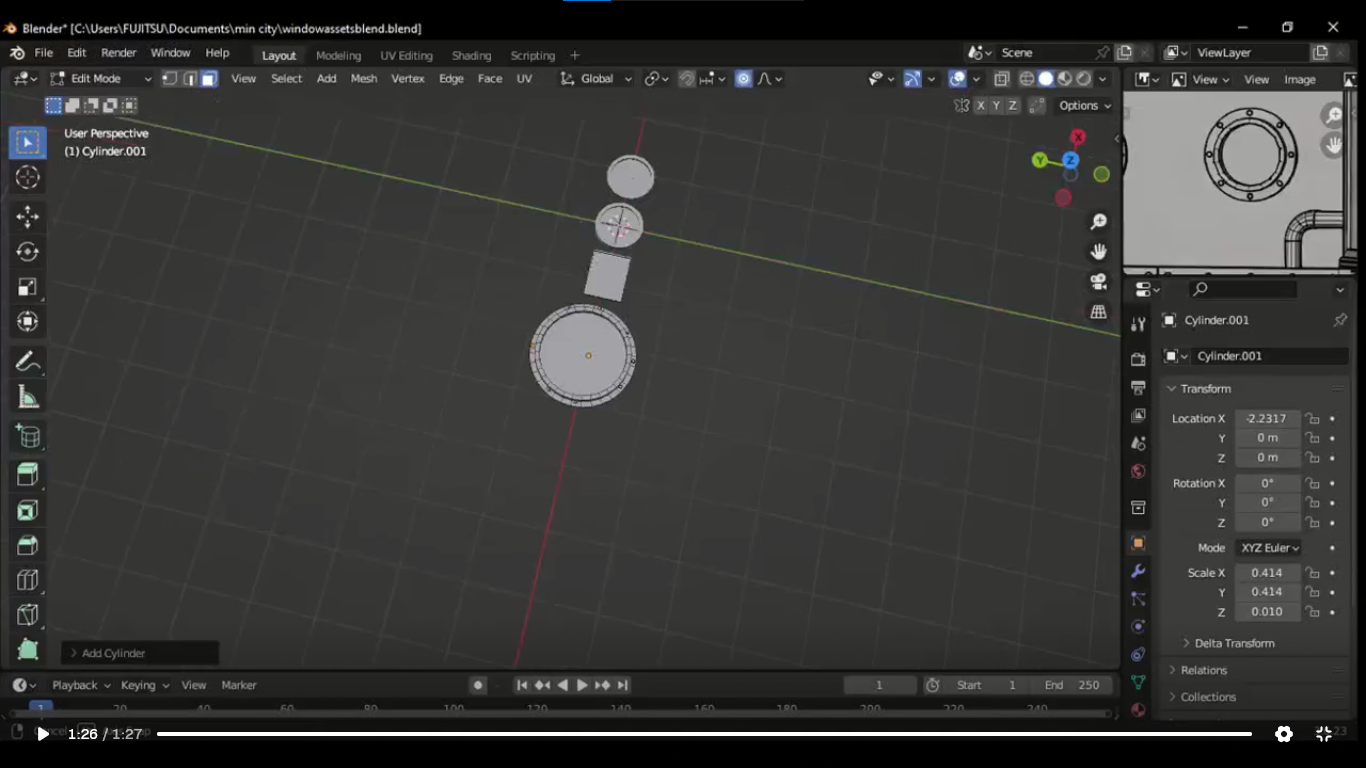 Blender* [C:\Users\FUJITSU\Documents\min city\windowassetsblend.blend]
File Edit Render Window Help Layout Modeling UV Editing Shading Scripting + Scene ViewLayer
Edit Mode View Select Add Mesh Vertex Edge Face UV Global View View Image
X Y Z Options
User Perspective
(1) Cylinder.001
X
Y
Z
Cylinder.001
Cylinder.001
Transform
Location X -2.2317
Y 0 m
Z 0 m
Rotation X 0°
Y 0°
Z 0°
Mode XYZ Euler
Scale X 0.414
Y 0.414
Z 0.010
Delta Transform
Relations
Collections
Add Cylinder
Playback Keying View Marker 1 Start 1 End 250
1 20 40 60 80 100 120 140 160 180 200 220 240
1:26 / 1:27